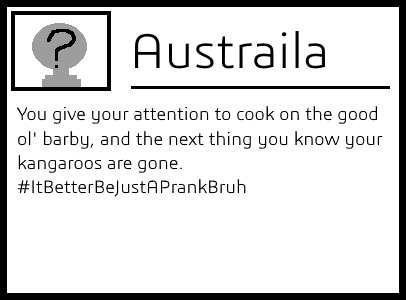 ?
Austraila
You give your attention to cook on the good
ol' barby, and the next thing you know your
kangaroos are gone.
#ItBetterBeJustAPrankBruh